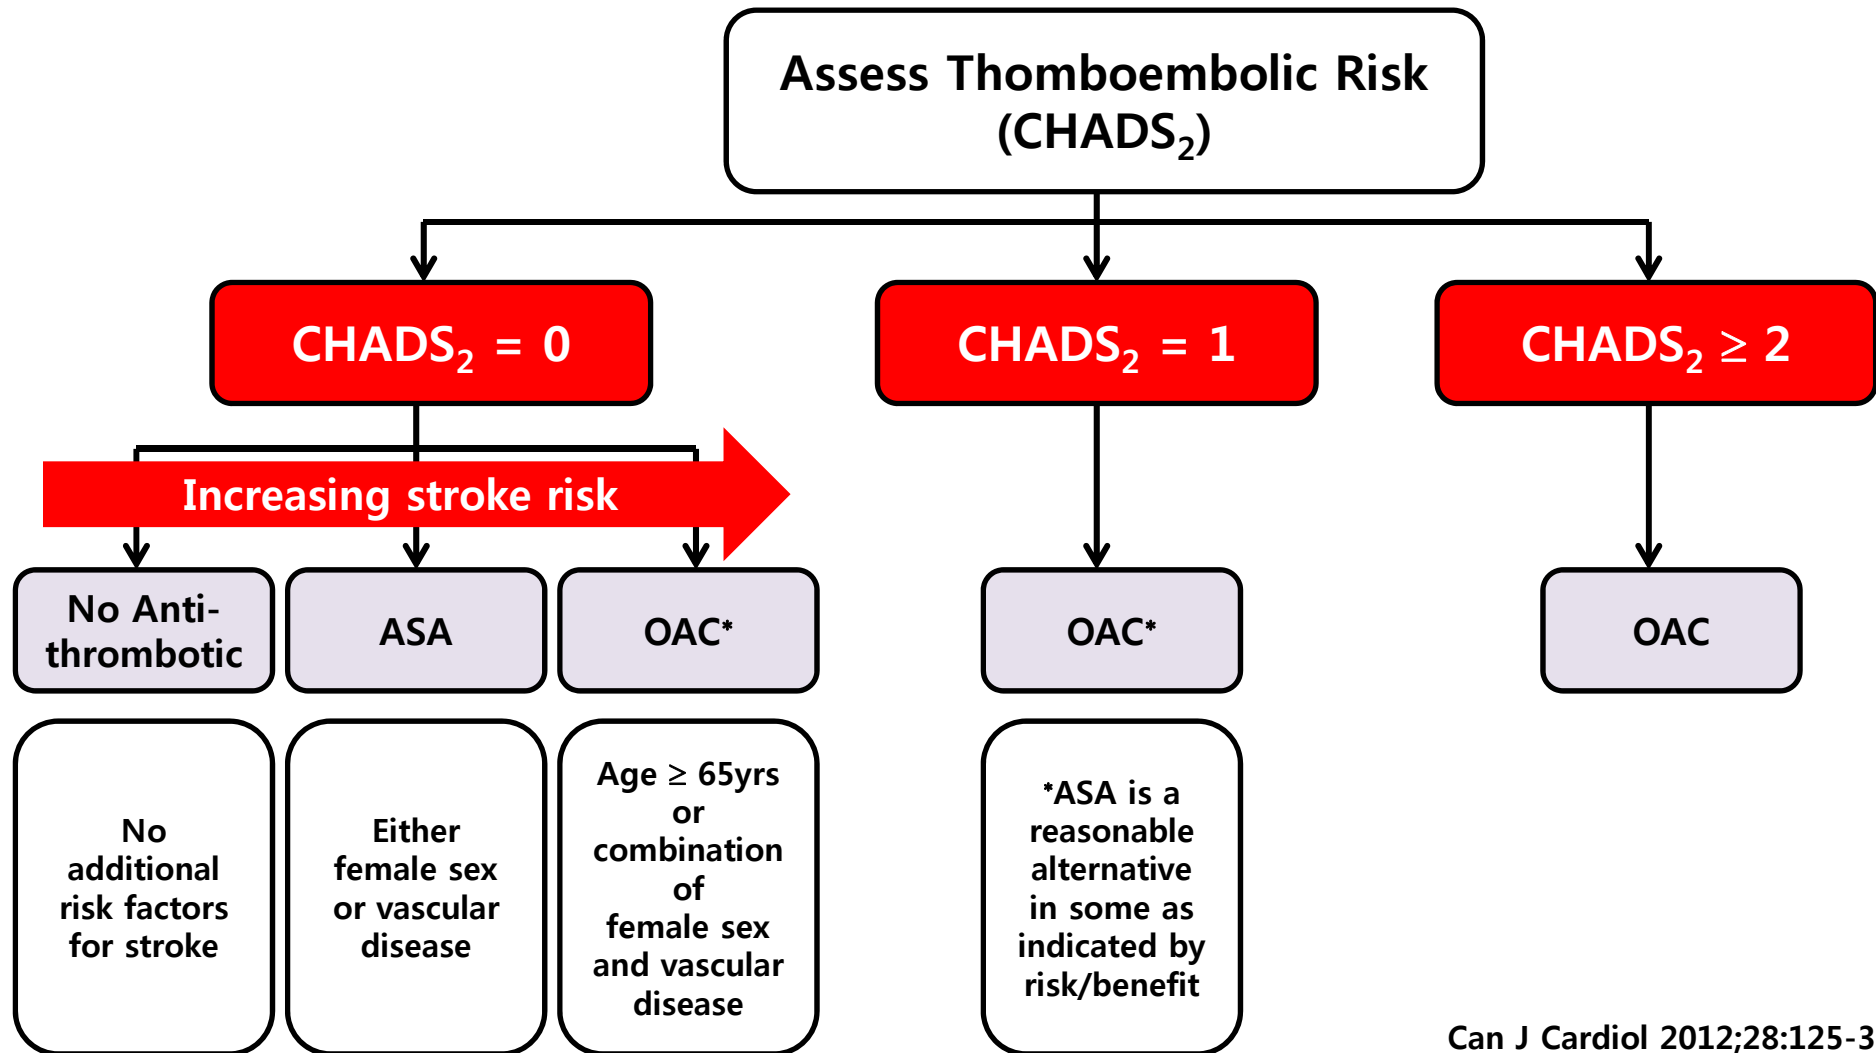 Assess Thomboembolic Risk
(CHADS₂)
CHADS₂ = 0
CHADS₂ = 1
CHADS₂ ≥ 2
Increasing stroke risk
No Anti-
thrombotic
ASA
OAC*
OAC*
OAC
No
additional
risk factors
for stroke
Either
female sex
or vascular
disease
Age ≥ 65yrs
or
combination
of
female sex
and vascular
disease
*ASA is a
reasonable
alternative
in some as
indicated by
risk/benefit
Can J Cardiol 2012;28:125-3